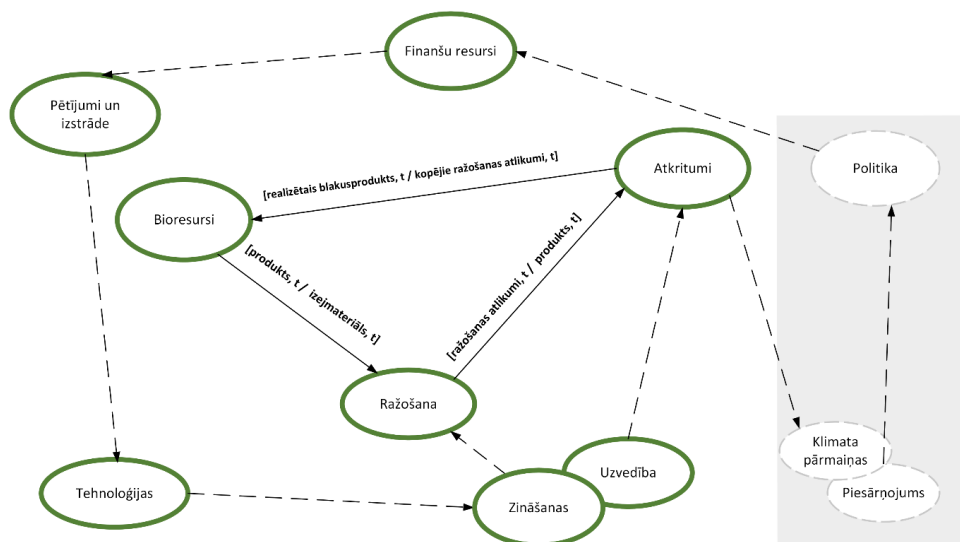 Finanšu resursi
Pētījumi un
izstrāde
Atkritumi
Politika
[realizētais blakusprodukts, t / kopējie ražošanas atlikumi, t]
Bioresursi
[produkts, t / izejmateriāls, t]
[ražošanas atlikumi, t / produkts, t]
Ražošana
Klimata
pārmaiņas
Uzvedība
Tehnoloģijas
Zināšanas
Piesārņojums